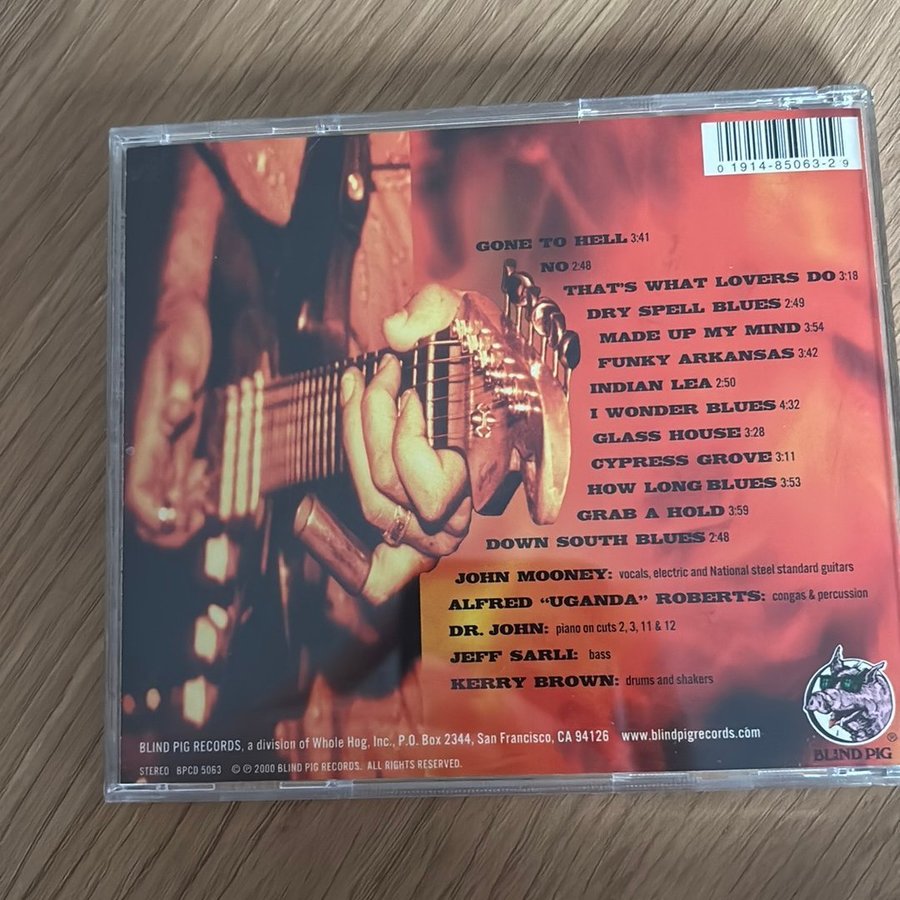 0 1914-85063-2 9
GONE TO HELL 3:41
NO 2:48
THAT'S WHAT LOVERS DO 3:18
DRY SPELL BLUES 2:49
MADE UP MY MIND 3:54
FUNKY ARKANSAS 3:42
INDIAN LEA 2:50
I WONDER BLUES 4:32
GLASS HOUSE 3:28
CYPRESS GROVE 3:11
HOW LONG BLUES 3:53
GRAB A HOLD 3:59
DOWN SOUTH BLUES 2:48
JOHN MOONEY: vocals, electric and National steel standard guitars
ALFRED “UGANDA” ROBERTS: congas & percussion
DR. JOHN: piano on cuts 2, 3, 11 & 12
JEFF SARLI: bass
KERRY BROWN: drums and shakers
BLIND PIG RECORDS, a division of Whole Hog, Inc., P.O. Box 2344, San Francisco, CA 94126 www.blindpigrecords.com
STEREO BPCD 5063 © ℗ 2000 BLIND PIG RECORDS. ALL RIGHTS RESERVED.
BLIND PIG ®